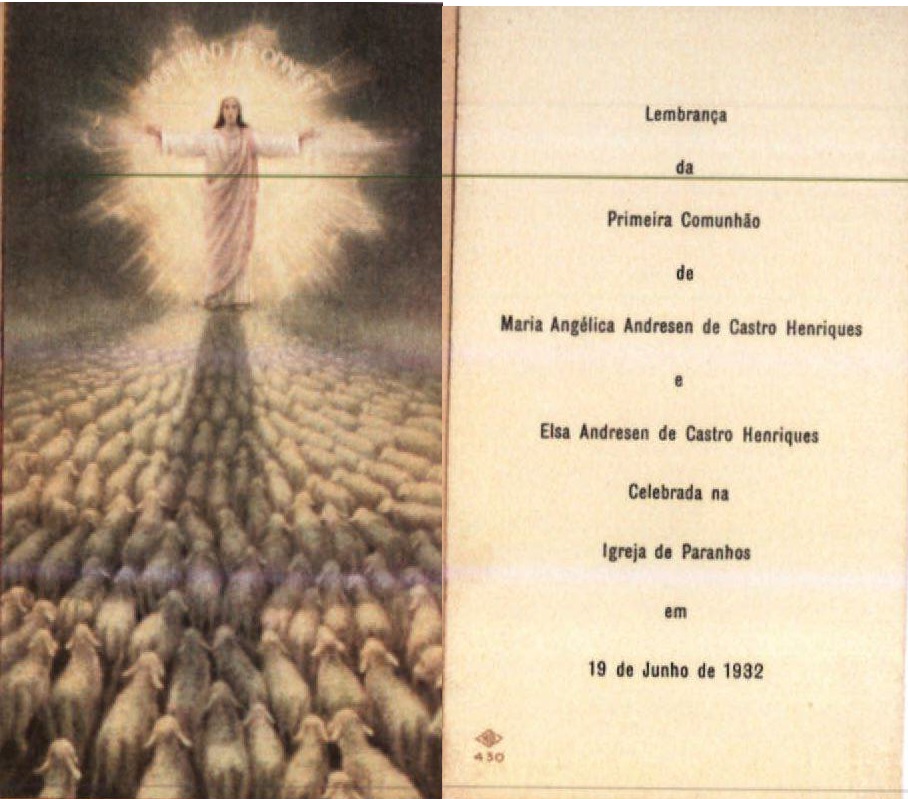 Lembrança
da
Primeira Comunhão
de
Maria Angélica Andresen de Castro Henriques
e
Elsa Andresen de Castro Henriques
Celebrada na
Igreja de Paranhos
em
19 de Junho de 1932
430